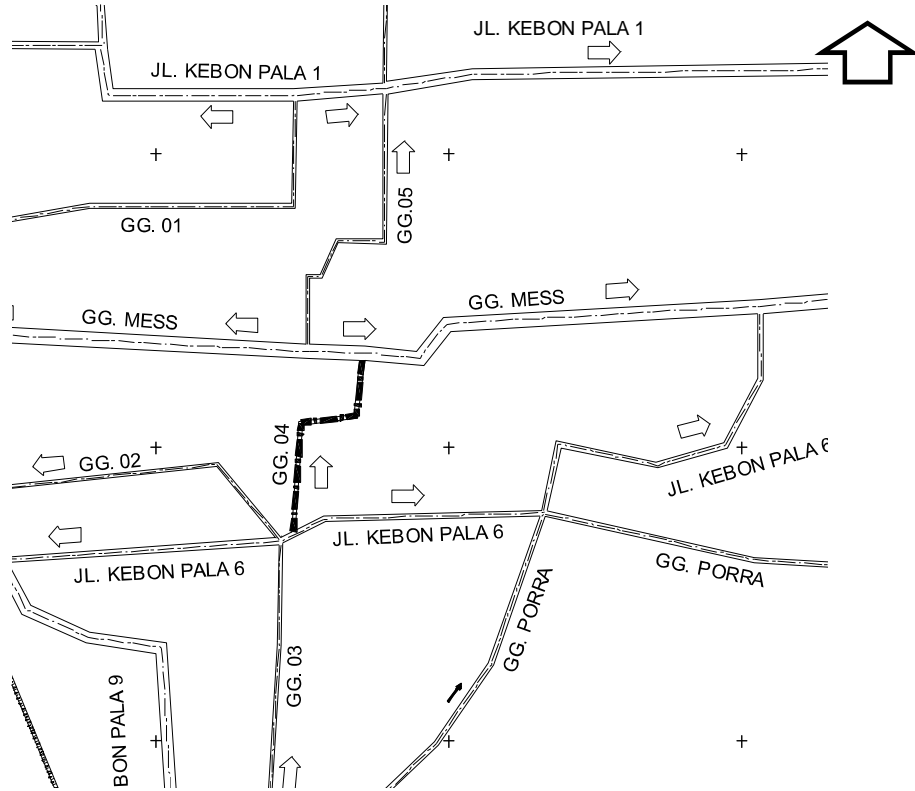 JL. KEBON PALA 1
JL. KEBON PALA 1
GG. 01
GG.05
GG. MESS
GG. MESS
GG. 04
GG. 02
JL. KEBON PALA 6
JL. KEBON PALA 6
JL. KEBON PALA 6
GG. PORRA
GG. PORRA
GG. 03
BON PALA 9